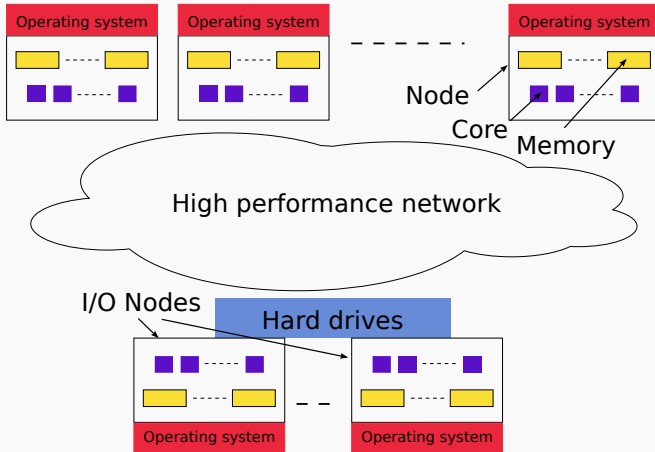 Operating system
Operating system
Operating system
Node
Core
Memory
High performance network
I/O Nodes
Hard drives
Operating system
Operating system